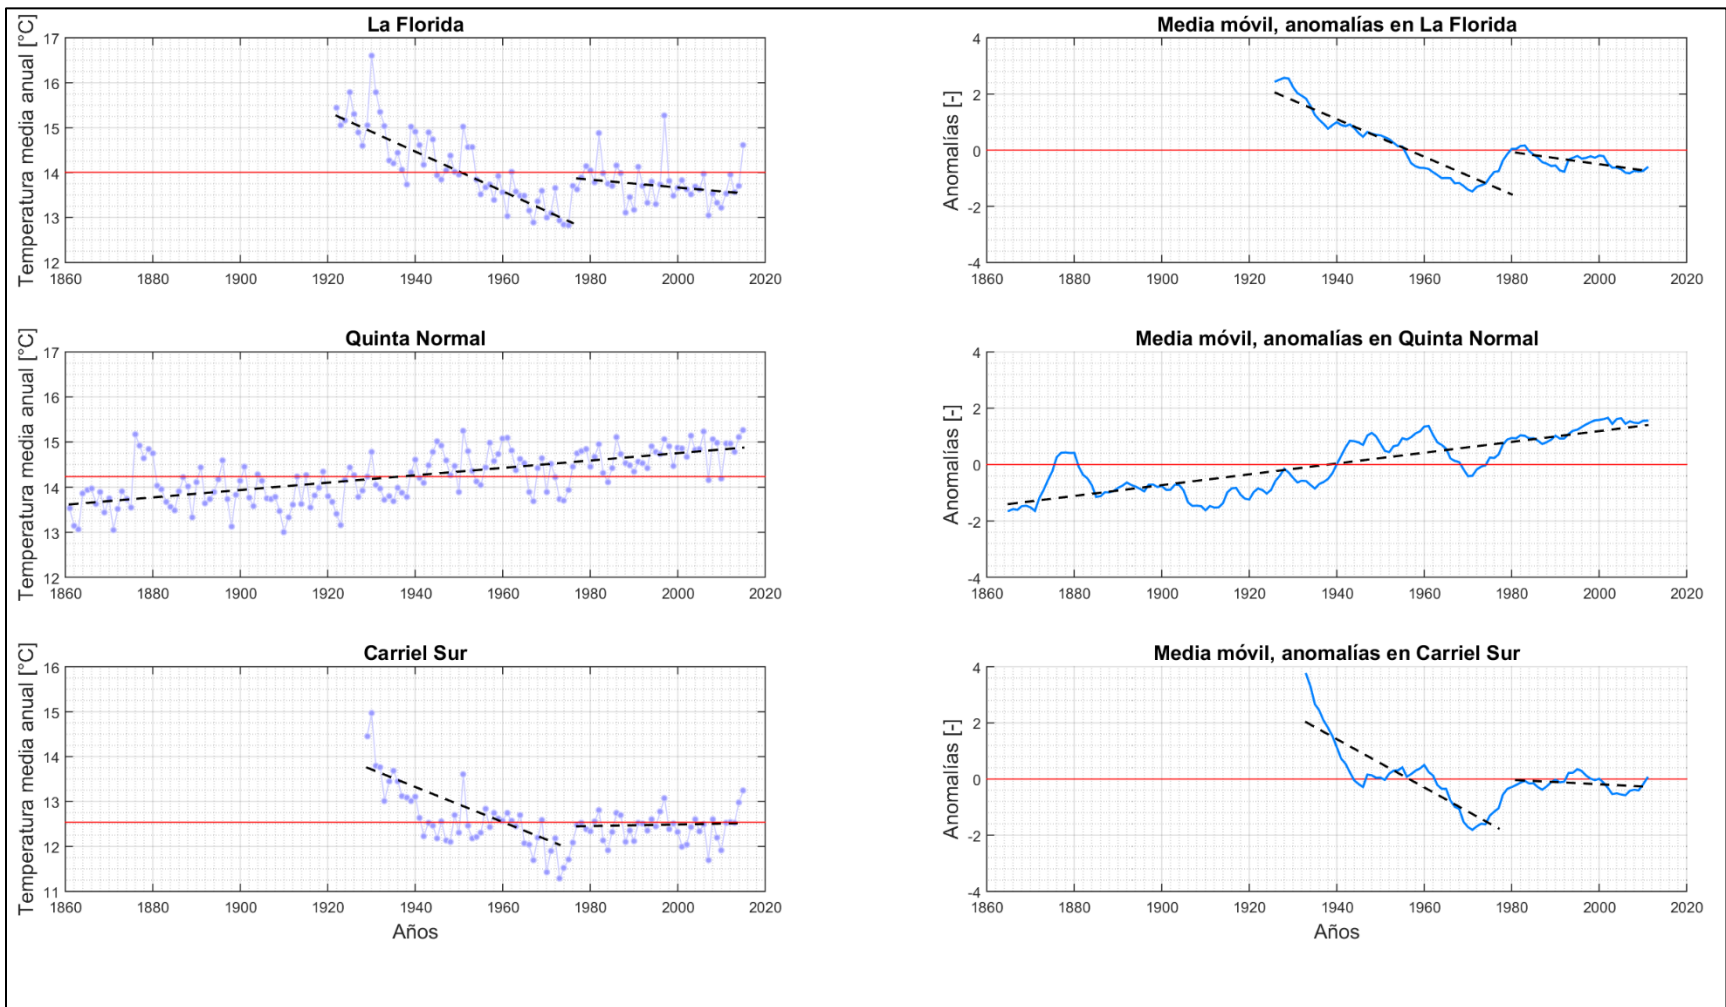 La Florida
Temperatura media anual [°C]
17
16
15
14
13
12
1860 1880 1900 1920 1940 1960 1980 2000 2020
Media móvil, anomalías en La Florida
Anomalías [-]
4
2
0
-2
-4
1860 1880 1900 1920 1940 1960 1980 2000 2020
Quinta Normal
Temperatura media anual [°C]
17
16
15
14
13
12
1860 1880 1900 1920 1940 1960 1980 2000 2020
Media móvil, anomalías en Quinta Normal
Anomalías [-]
4
2
0
-2
-4
1860 1880 1900 1920 1940 1960 1980 2000 2020
Carriel Sur
Temperatura media anual [°C]
16
15
14
13
12
11
1860 1880 1900 1920 1940 1960 1980 2000 2020
Años
Media móvil, anomalías en Carriel Sur
Anomalías [-]
4
2
0
-2
-4
1860 1880 1900 1920 1940 1960 1980 2000 2020
Años